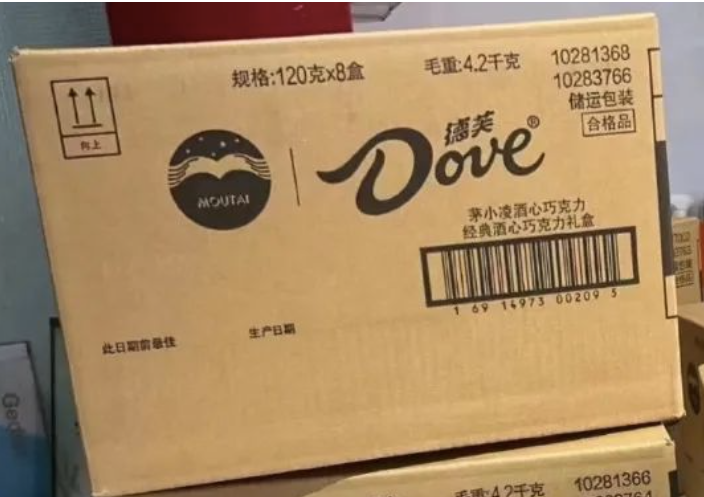 规格:120克x8盒
毛重:4.2千克
10281368
10283766
储运包装
合格品
向上
MOUTAI
德芙
Dove®
茅小凌酒心巧克力
经典酒心巧克力礼盒
1 69 14973 00209 5
此日期前最佳
生产日期
毛重:4.2千克
10281366